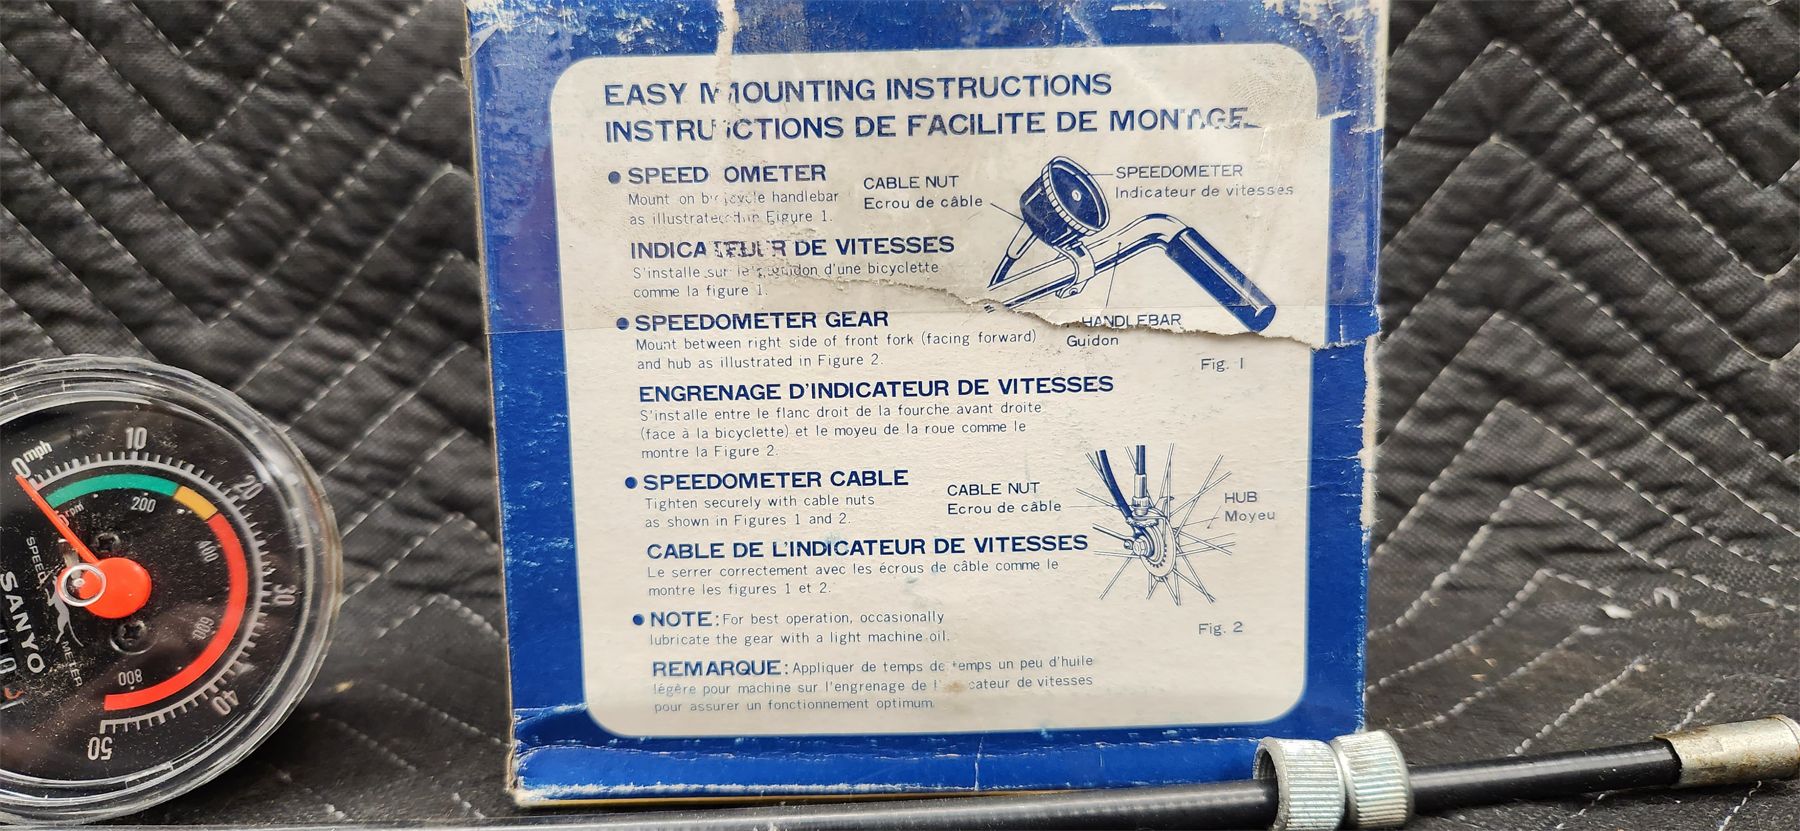 EASY MOUNTING INSTRUCTIONS
INSTRUCTIONS DE FACILITE DE MONTAGE
● SPEEDOMETER
Mount on bicycle handlebar
as illustrated in Figure 1.
INDICATEUR DE VITESSES
S'installe sur le guidon d'une bicyclette
comme la figure 1.
CABLE NUT
Ecrou de câble
SPEEDOMETER
Indicateur de vitesses
HANDLEBAR
Guidon
Fig. 1
● SPEEDOMETER GEAR
Mount between right side of front fork (facing forward)
and hub as illustrated in Figure 2.
ENGRENAGE D'INDICATEUR DE VITESSES
S'installe entre le flanc droit de la fourche avant droite
(face à la bicyclette) et le moyeu de la roue comme le
montre la Figure 2.
● SPEEDOMETER CABLE
Tighten securely with cable nuts
as shown in Figures 1 and 2.
CABLE DE L'INDICATEUR DE VITESSES
Le serrer correctement avec les écrous de câble comme le
montre les figures 1 et 2.
CABLE NUT
Ecrou de câble
HUB
Moyeu
Fig. 2
● NOTE: For best operation, occasionally
lubricate the gear with a light machine oil.
REMARQUE: Appliquer de temps de temps un peu d'huile
légère pour machine sur l'engrenage de vitesses
pour assurer un fonctionnement optimum.
0 mph
10
20
30
40
50
rpm
200
400
600
800
SPEED METER
SANYO